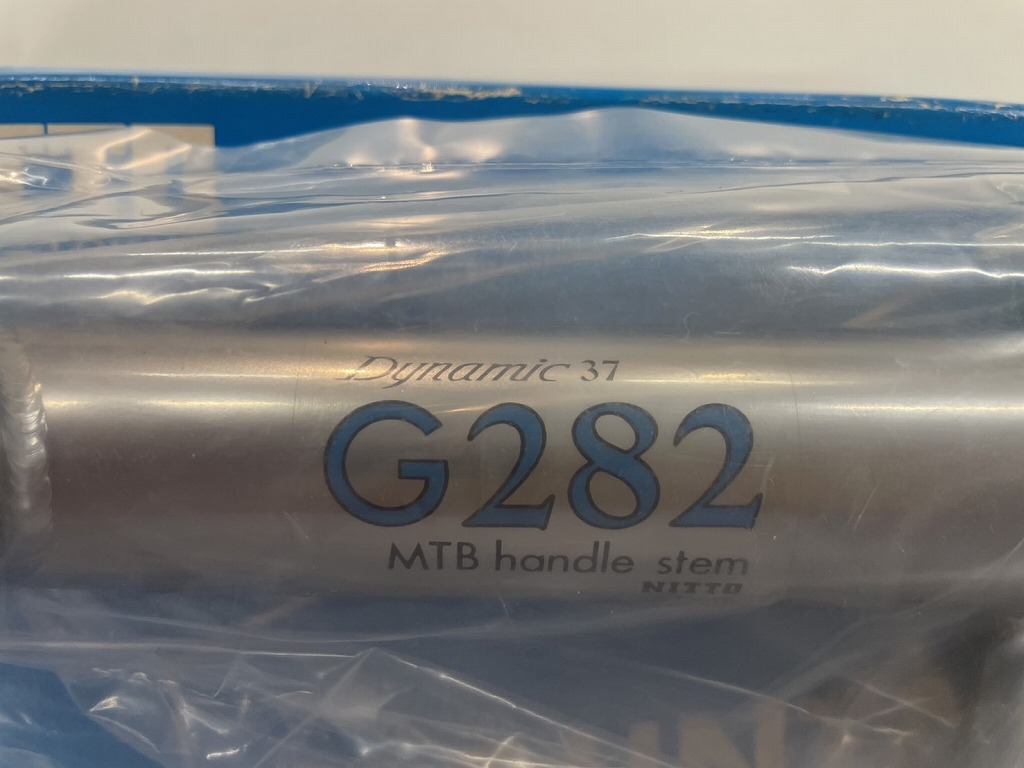 Dynamic 37
G282
MTB handle stem
NITTO